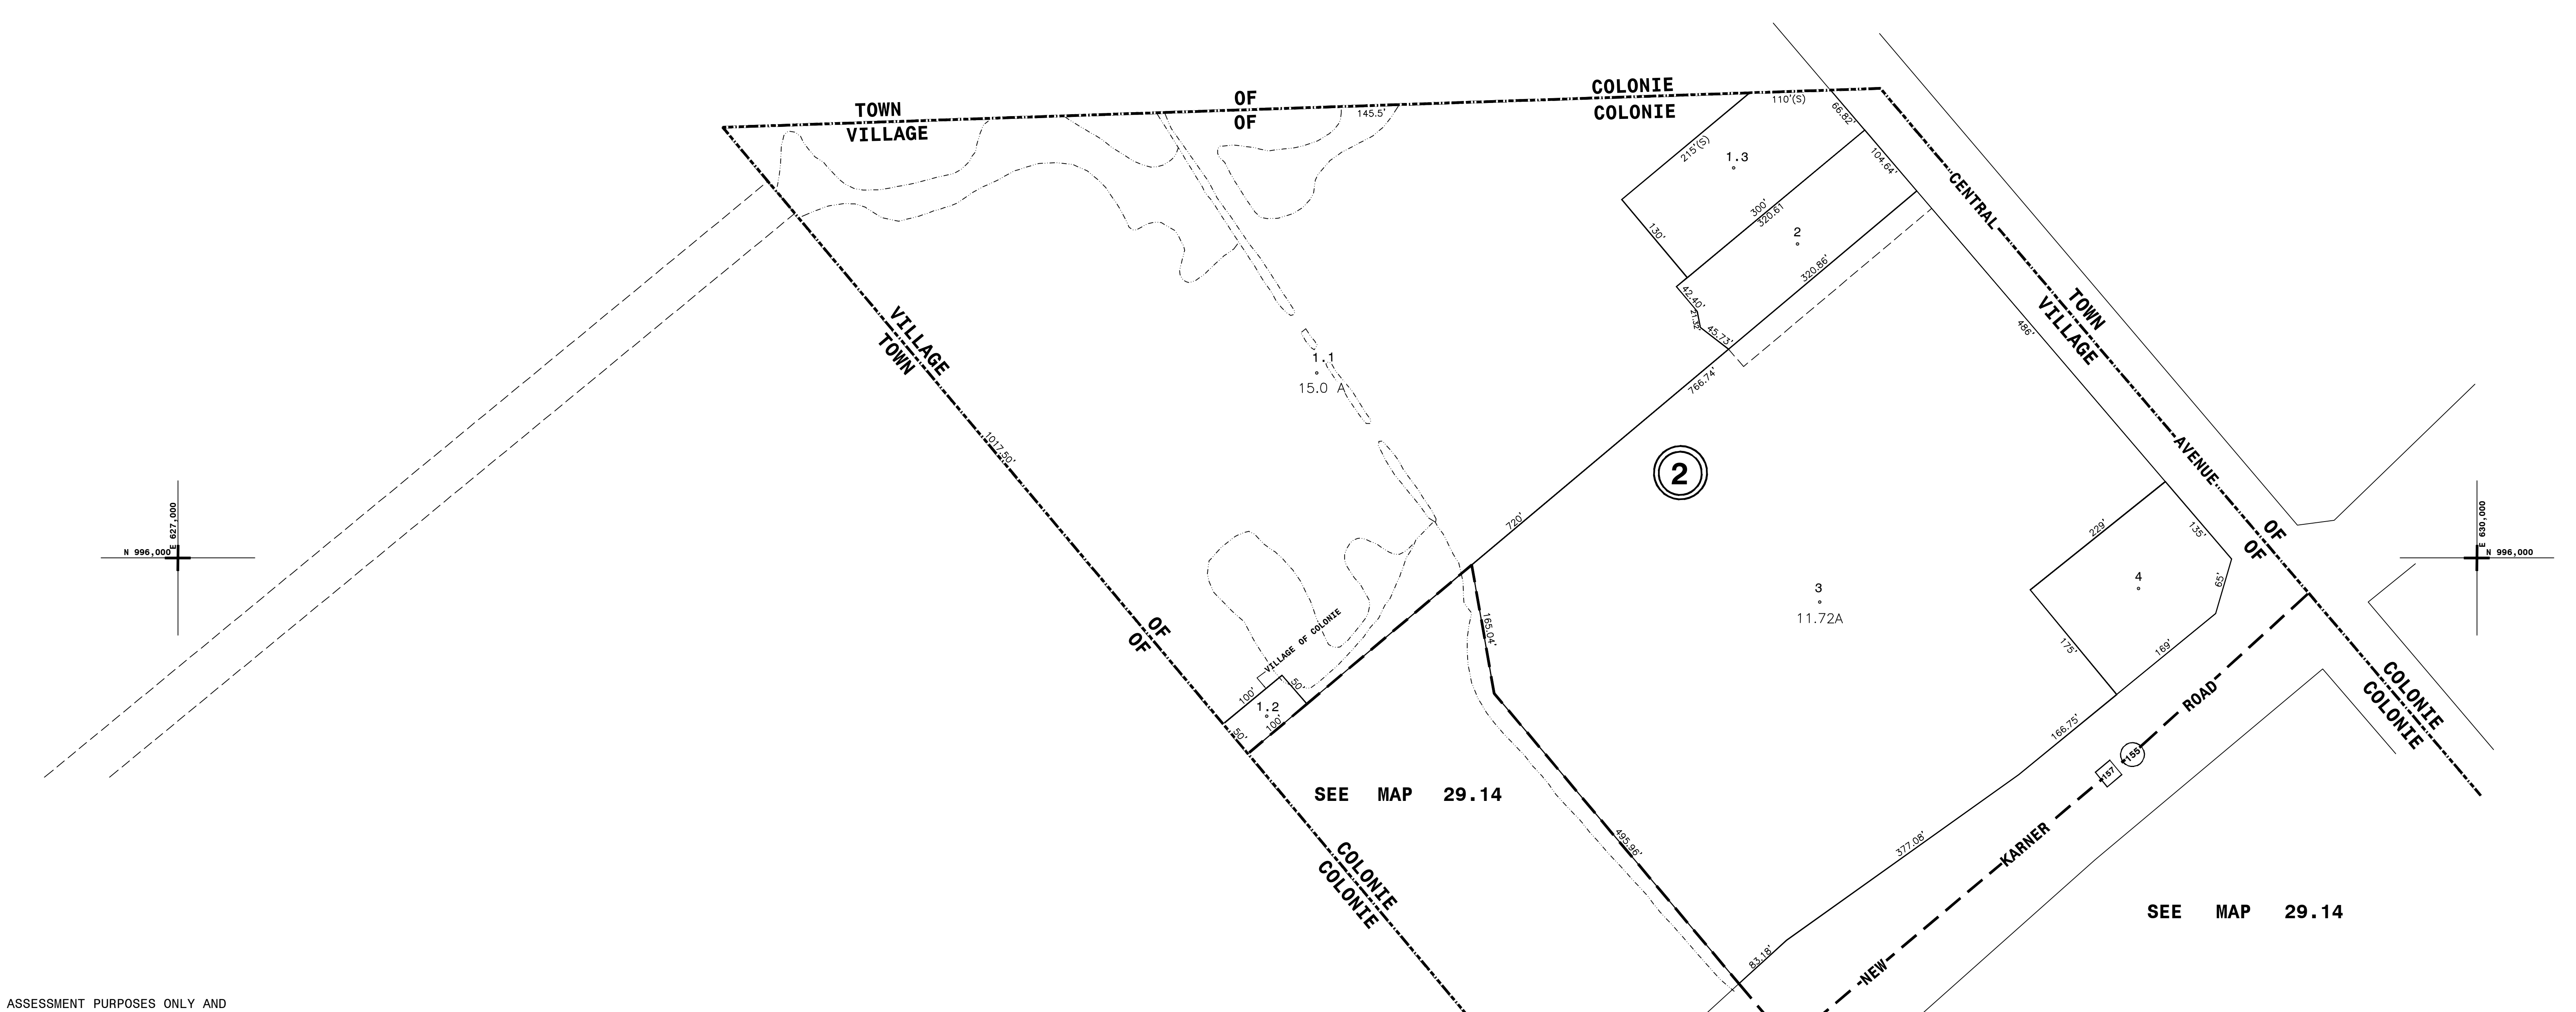 TOWN OF COLONIE
VILLAGE OF COLONIE
145.5'
110'(S)
66.82'
215'(S)
1.3
104.64'
CENTRAL AVENUE
300'
320.61
130'
2
320.86'
42.40'
21.32'
45.73'
TOWN OF COLONIE
VILLAGE OF COLONIE
486'
VILLAGE OF COLONIE
TOWN OF COLONIE
1.1
15.0 A
766.74'
1017.50'
2
720'
E 627,000
N 996,000
E 630,000
N 996,000
229'
135'
4
65'
175'
169'
3
11.72A
165.04'
VILLAGE OF COLONIE
100'
50'
1.2
100'
50'
166.75'
155
157
NEW KARNER ROAD
SEE MAP 29.14
495.96'
377.08'
83.18'
SEE MAP 29.14
ASSESSMENT PURPOSES ONLY AND